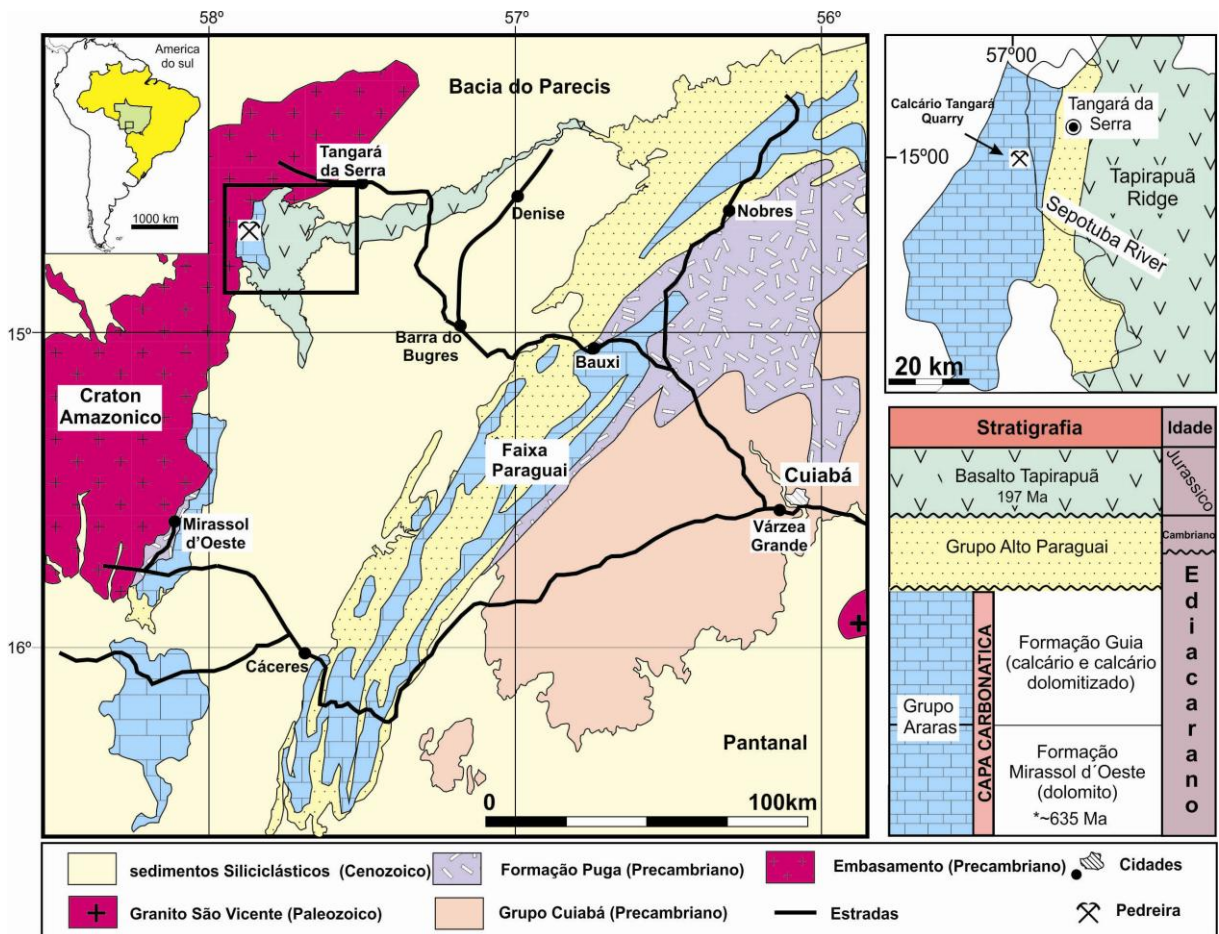 58º
57º
56º
America
do sul
1000 km
Bacia do Parecis
Tangará
da Serra
Denise
Nobres
15º
Barra do
Bugres
Bauxi
Craton
Amazonico
Faixa
Paraguai
Cuiabá
Várzea
Grande
Mirassol
d'Oeste
16º
Cáceres
Pantanal
0 100km
57º00
Calcário Tangará
Quarry
Tangará da
Serra
15º00
Tapirapuã
Ridge
Sepotuba River
20 km
Stratigrafia Idade
Basalto Tapirapuã
197 Ma
Jurassico
Grupo Alto Paraguai
Cambriano
Grupo
Araras
CAPA CARBONATICA
Formação Guia
(calcário e calcário
dolomitizado)
Formação
Mirassol d´Oeste
(dolomito)
*~635 Ma
Ediacarano
sedimentos Siliciclásticos (Cenozoico)
Formação Puga (Precambriano)
Embasamento (Precambriano)
Cidades
Granito São Vicente (Paleozoico)
Grupo Cuiabá (Precambriano)
Estradas
Pedreira